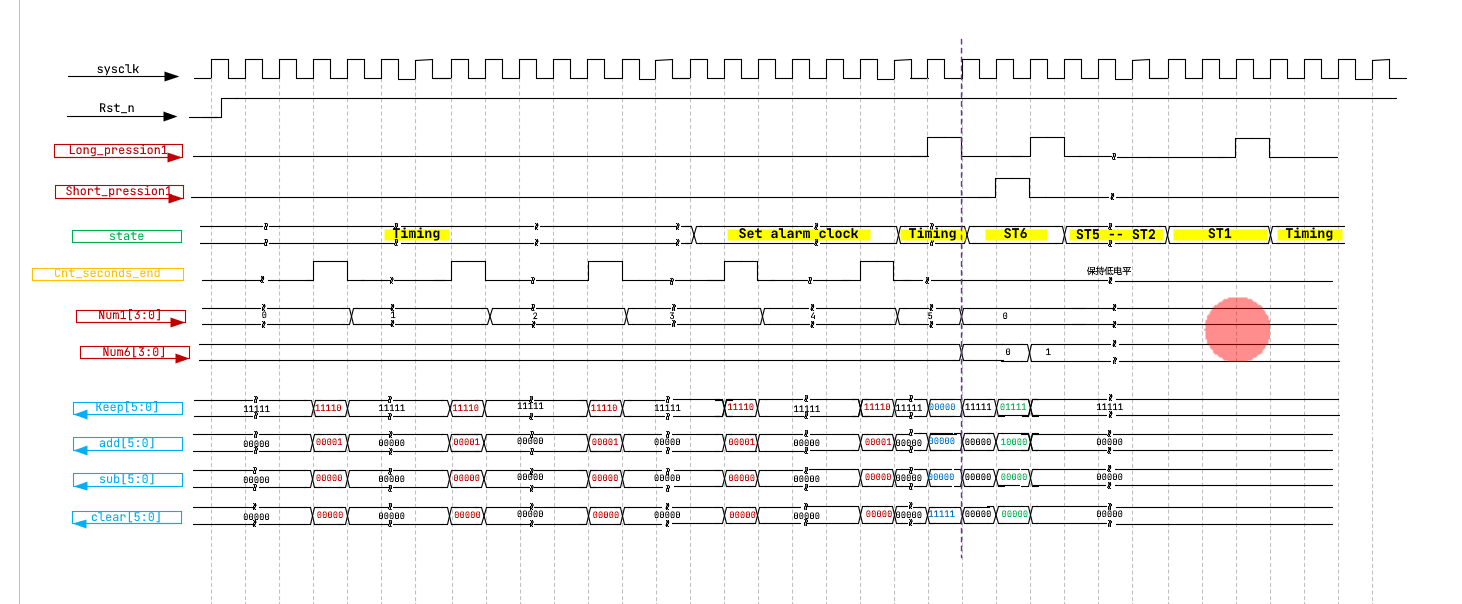 sysclk
Rst_n
Long_pression1
Short_pression1
state Timing Set alarm clock Timing ST6 ST5 -- ST2 ST1 Timing
Cnt_seconds_end 保持低电平
Num1[3:0] 0 1 2 3 4 5 0
Num6[3:0] 0 1
Keep[5:0] 11111 11110 11111 11110 11111 11110 11111 11110 11111 11110 11111 00000 11111 01111 11111
add[5:0] 00000 00001 00000 00001 00000 00001 00000 00001 00000 00001 00000 00000 00000 10000 00000
sub[5:0] 00000 00000 00000 00000 00000 00000 00000 00000 00000 00000 00000 00000 00000 00000 00000
clear[5:0] 00000 00000 00000 00000 00000 00000 00000 00000 00000 00000 00000 11111 00000 00000 00000